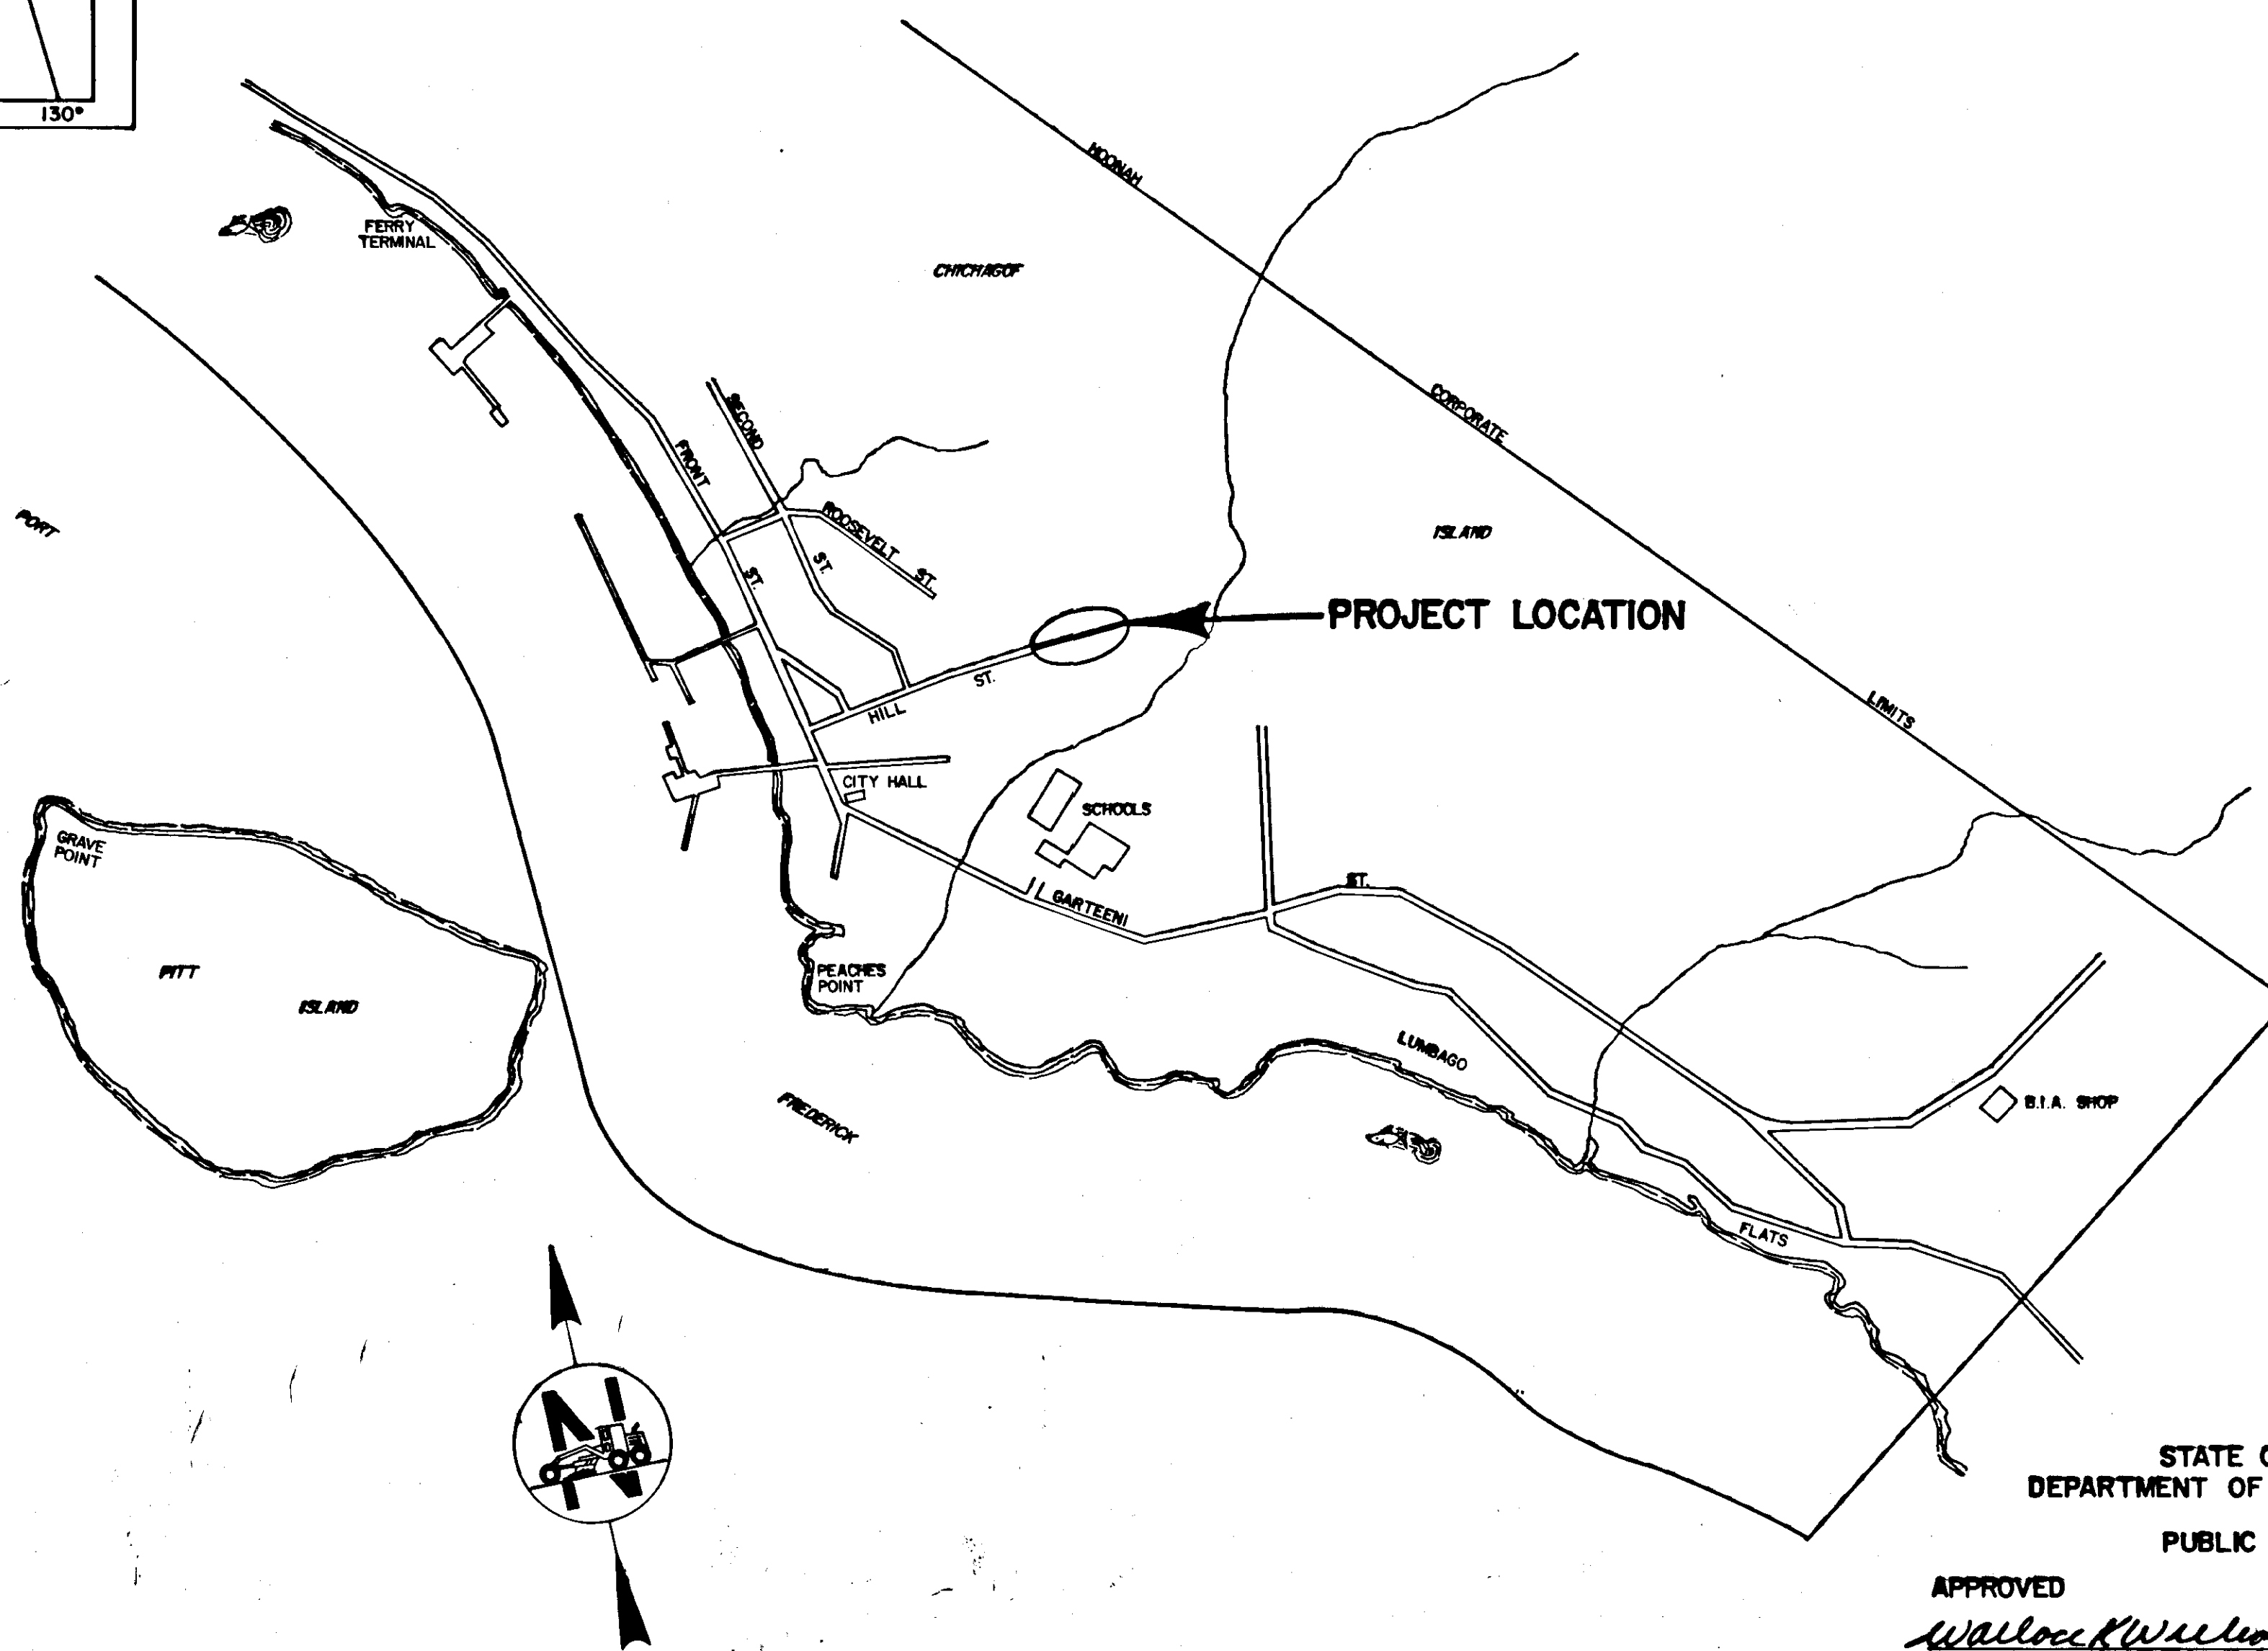 130°
HOONAH
CORPORATE
LIMITS
FERRY
TERMINAL
CHICHAGOF
ISLAND
PORT
SECOND
ST.
FRONT
ST.
ROOSEVELT
ST.
PROJECT LOCATION
HILL
ST.
CITY HALL
SCHOOLS
GARTEENI
ST.
GRAVE
POINT
PITT
ISLAND
PEACHES
POINT
FREDERICK
LUMBAGO
FLATS
B.I.A. SHOP
N
STATE
DEPARTMENT OF
PUBLIC
APPROVED